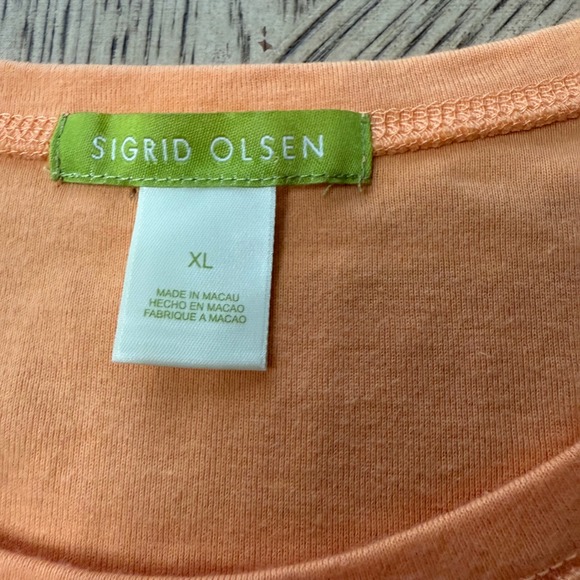 SIGRID OLSEN
XL
MADE IN MACAU
HECHO EN MACAO
FABRIQUE A MACAO